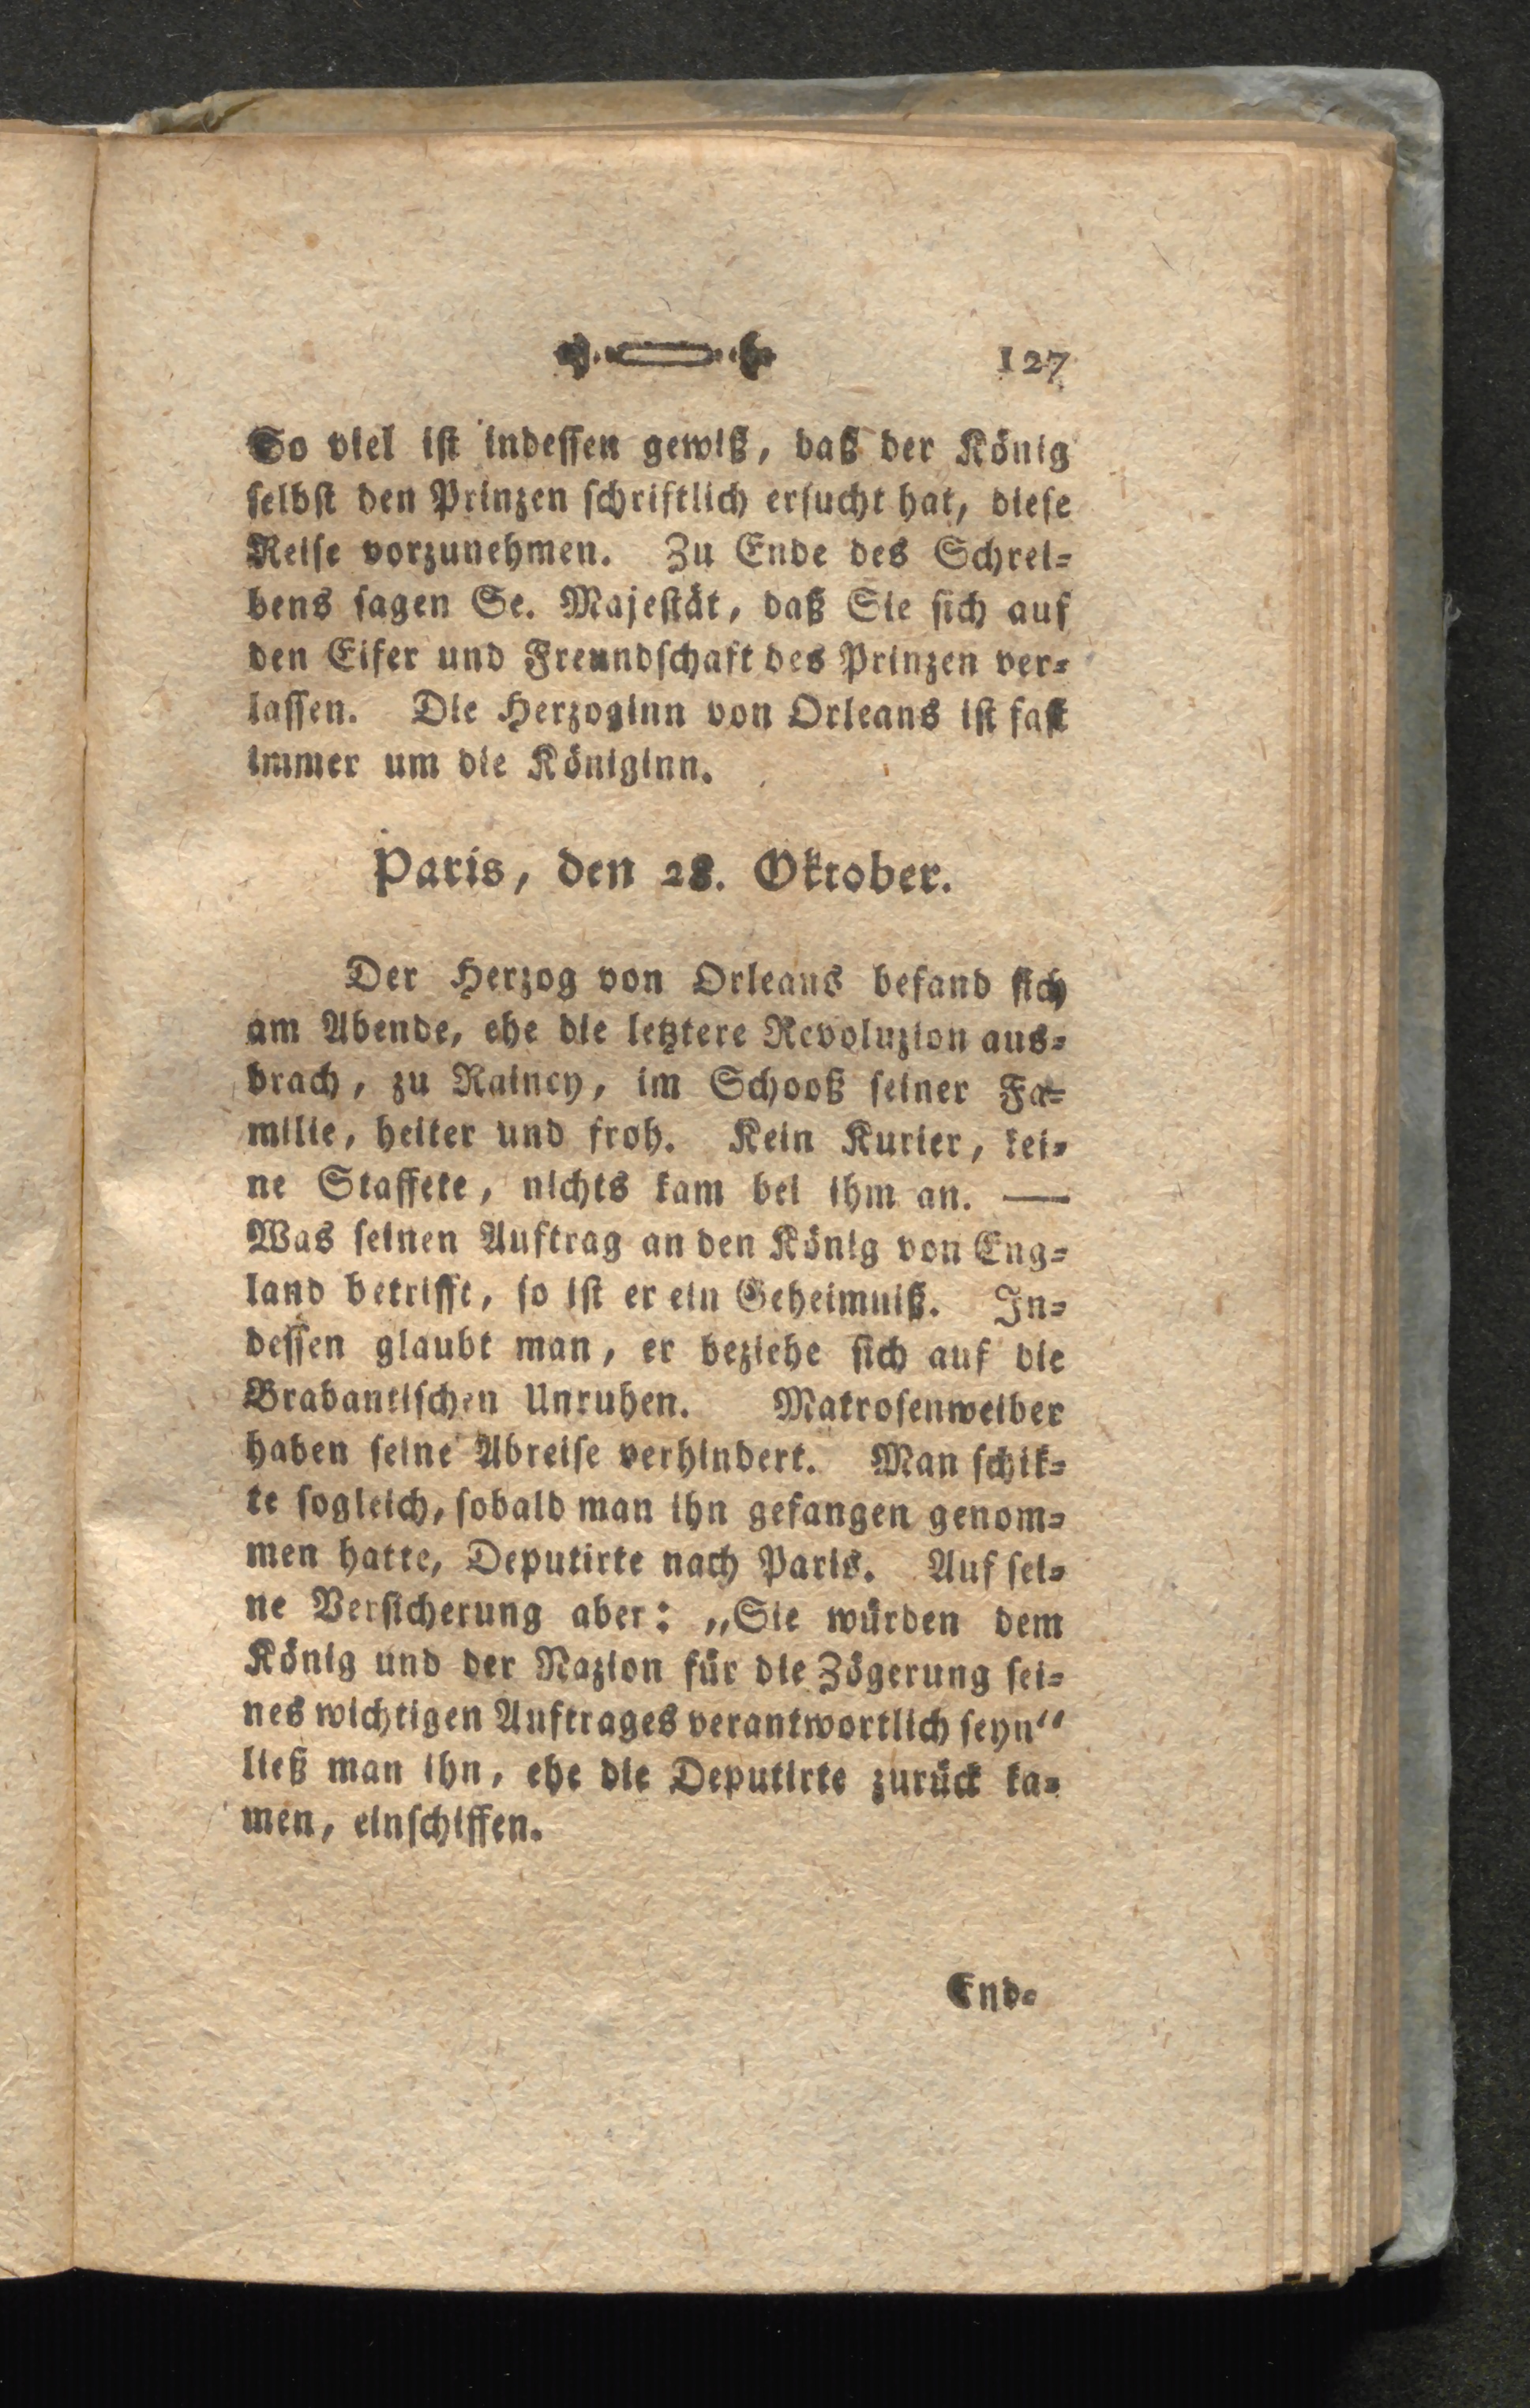 127
So viel ist indessen gewiß, daß der König
selbst den Prinzen schriftlich ersucht hat, diese
Reise vorzunehmen. Zu Ende des Schrei-
bens sagen Se. Majestät, daß Sie sich auf
den Eifer und Freundschaft des Prinzen ver-
lassen. Die Herzoginn von Orleans ist fast
immer um die Königinn.
Paris, den 28. Oktober.
Der Herzog von Orleans befand sich
am Abende, ehe die letztere Revoluzion aus-
brach, zu Raincy, im Schooß seiner Fa-
milie, heiter und froh. Kein Kurier, kei-
ne Staffete, nichts kam bei ihm an. —
Was seinen Auftrag an den König von Eng-
land betrifft, so ist er ein Geheimniß. In-
dessen glaubt man, er beziehe sich auf die
Brabantischen Unruhen. Matrosenweiber
haben seine Abreise verhindert. Man schik-
te sogleich, sobald man ihn gefangen genom-
men hatte, Deputirte nach Paris. Auf sei-
ne Versicherung aber: „Sie würden dem
König und der Nazion für die Zögerung sei-
nes wichtigen Auftrages verantwortlich seyn“
ließ man ihn, ehe die Deputirte zurück ka-
men, einschiffen.
End-